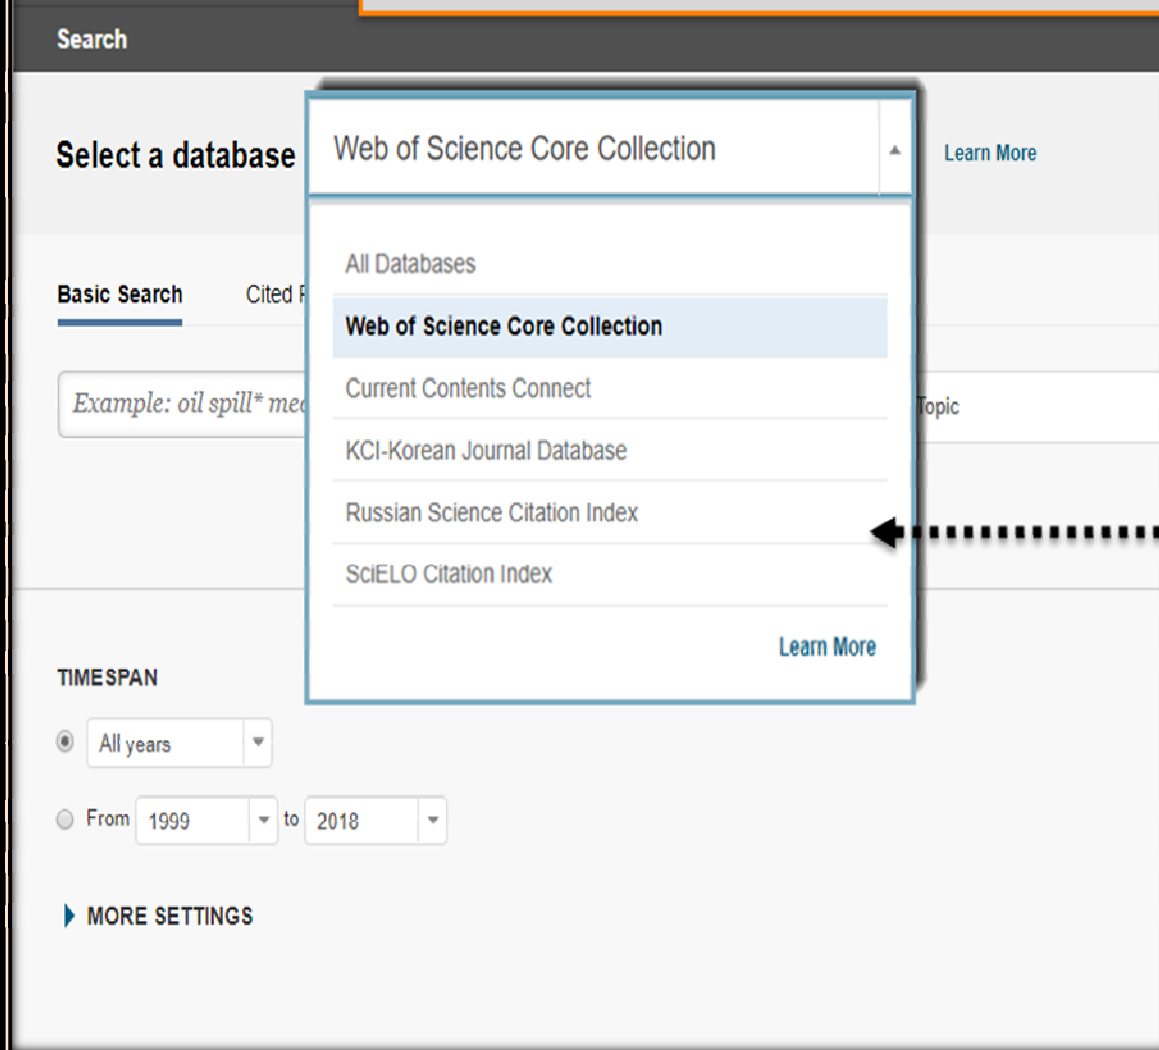 Search
Select a database
Web of Science Core Collection
Learn More
All Databases
Basic Search
Cited
Web of Science Core Collection
Example: oil spill*
Current Contents Connect
Topic
KCI-Korean Journal Database
Russian Science Citation Index
SciELO Citation Index
Learn More
TIMESPAN
All years
From 1999 to 2018
MORE SETTINGS